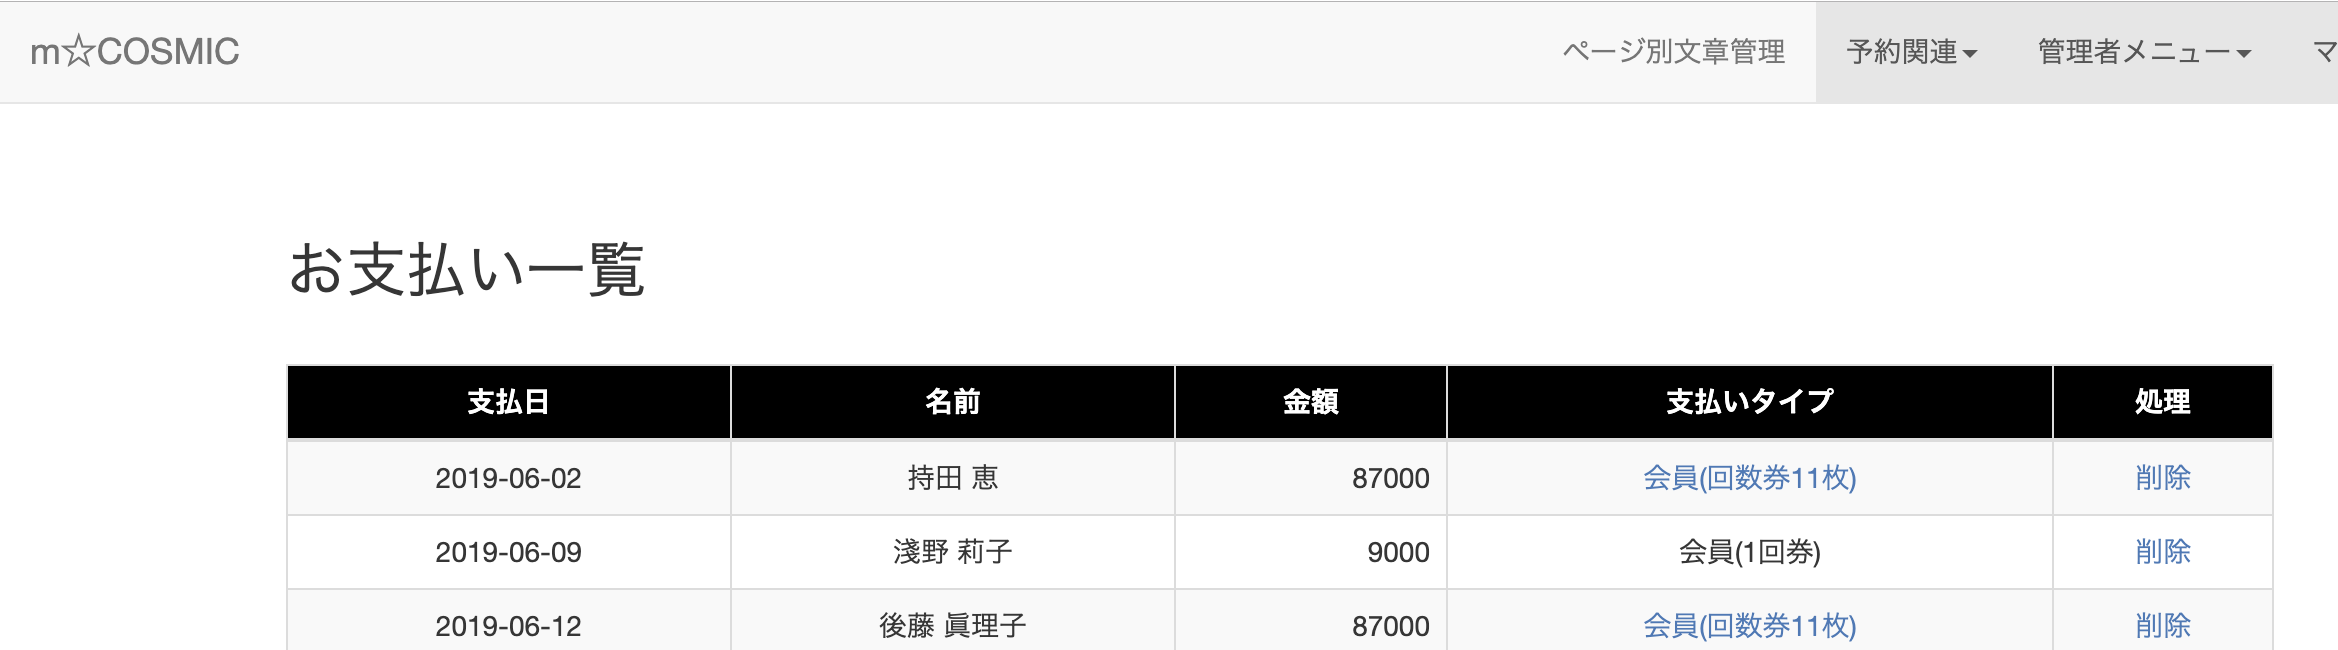 m☆COSMIC ページ別文章管理 予約関連 管理者メニュー マ
お支払い一覧
支払日 名前 金額 支払いタイプ 処理
2019-06-02 持田 恵 87000 会員(回数券11枚) 削除
2019-06-09 淺野 莉子 9000 会員(1回券) 削除
2019-06-12 後藤 眞理子 87000 会員(回数券11枚) 削除